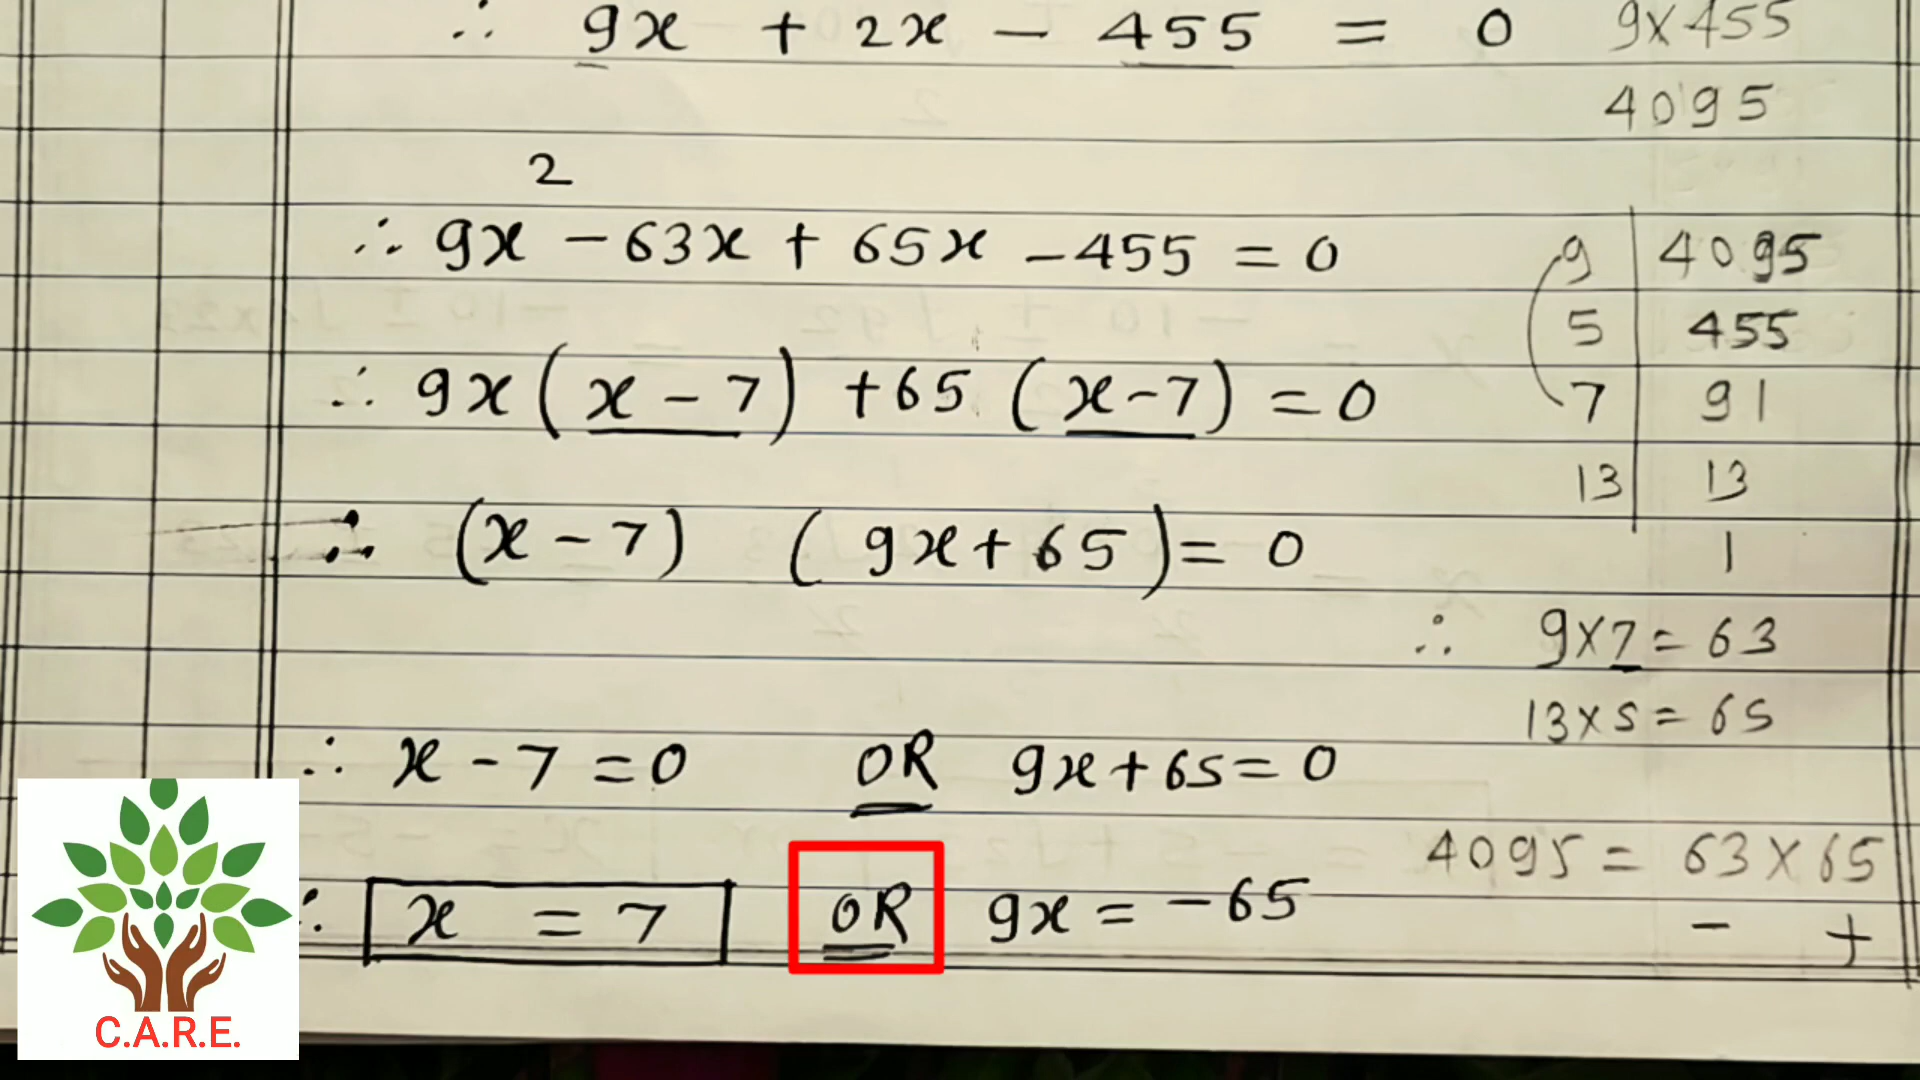 ∴ 9x + 2x - 455 = 0 9x455
4095
2
∴ 9x - 63x + 65x - 455 = 0 9 | 4095
5 | 455
∴ 9x (x - 7) + 65 (x - 7) = 0 7 | 91
13 | 13
∴ (x - 7) (9x + 65) = 0 1
∴ 9x7 = 63
13x5 = 65
∴ x - 7 = 0 OR 9x + 65 = 0
4095 = 63 x 65
∴ x = 7 OR 9x = -65 - +
C.A.R.E.